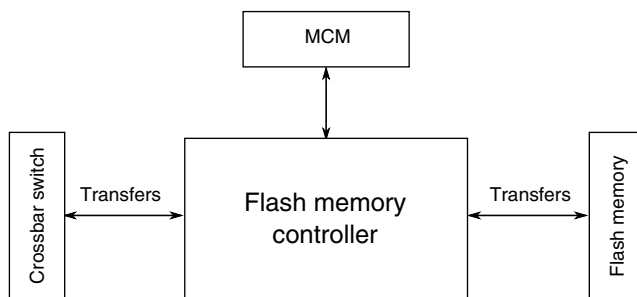 MCM
Crossbar switch
Transfers
Flash memory
controller
Transfers
Flash memory